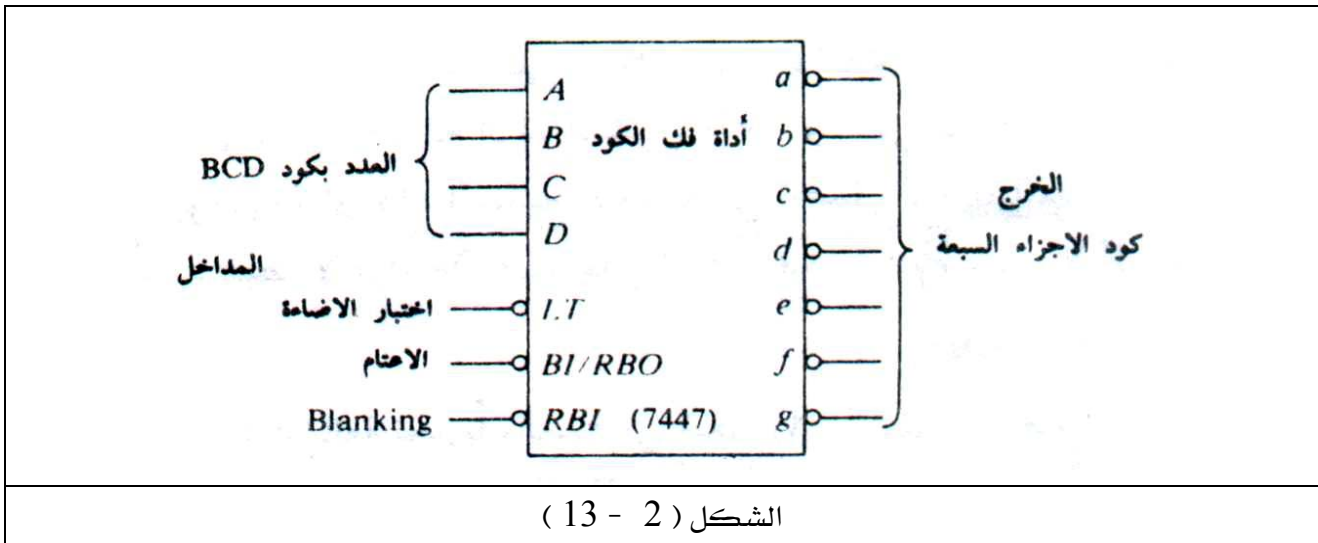 A
B
C
D
أداة فك الكود
العدد بكود BCD
المداخل
اختبار الاضاءة
LT
الاعتام
BI/RBO
Blanking
RBI (7447)
a
b
c
d
e
f
g
الخرج
كود الاجزاء السبعة
الشكل ( 2 - 13 )